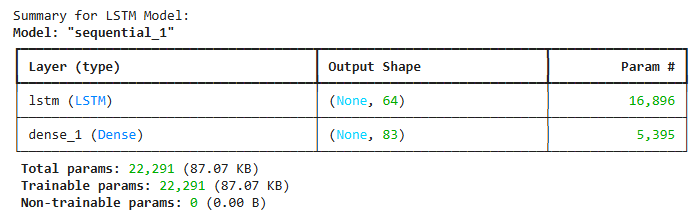 Summary for LSTM Model:
Model: "sequential_1"
Layer (type) Output Shape Param #
lstm (LSTM) (None, 64) 16,896
dense_1 (Dense) (None, 83) 5,395
Total params: 22,291 (87.07 KB)
Trainable params: 22,291 (87.07 KB)
Non-trainable params: 0 (0.00 B)